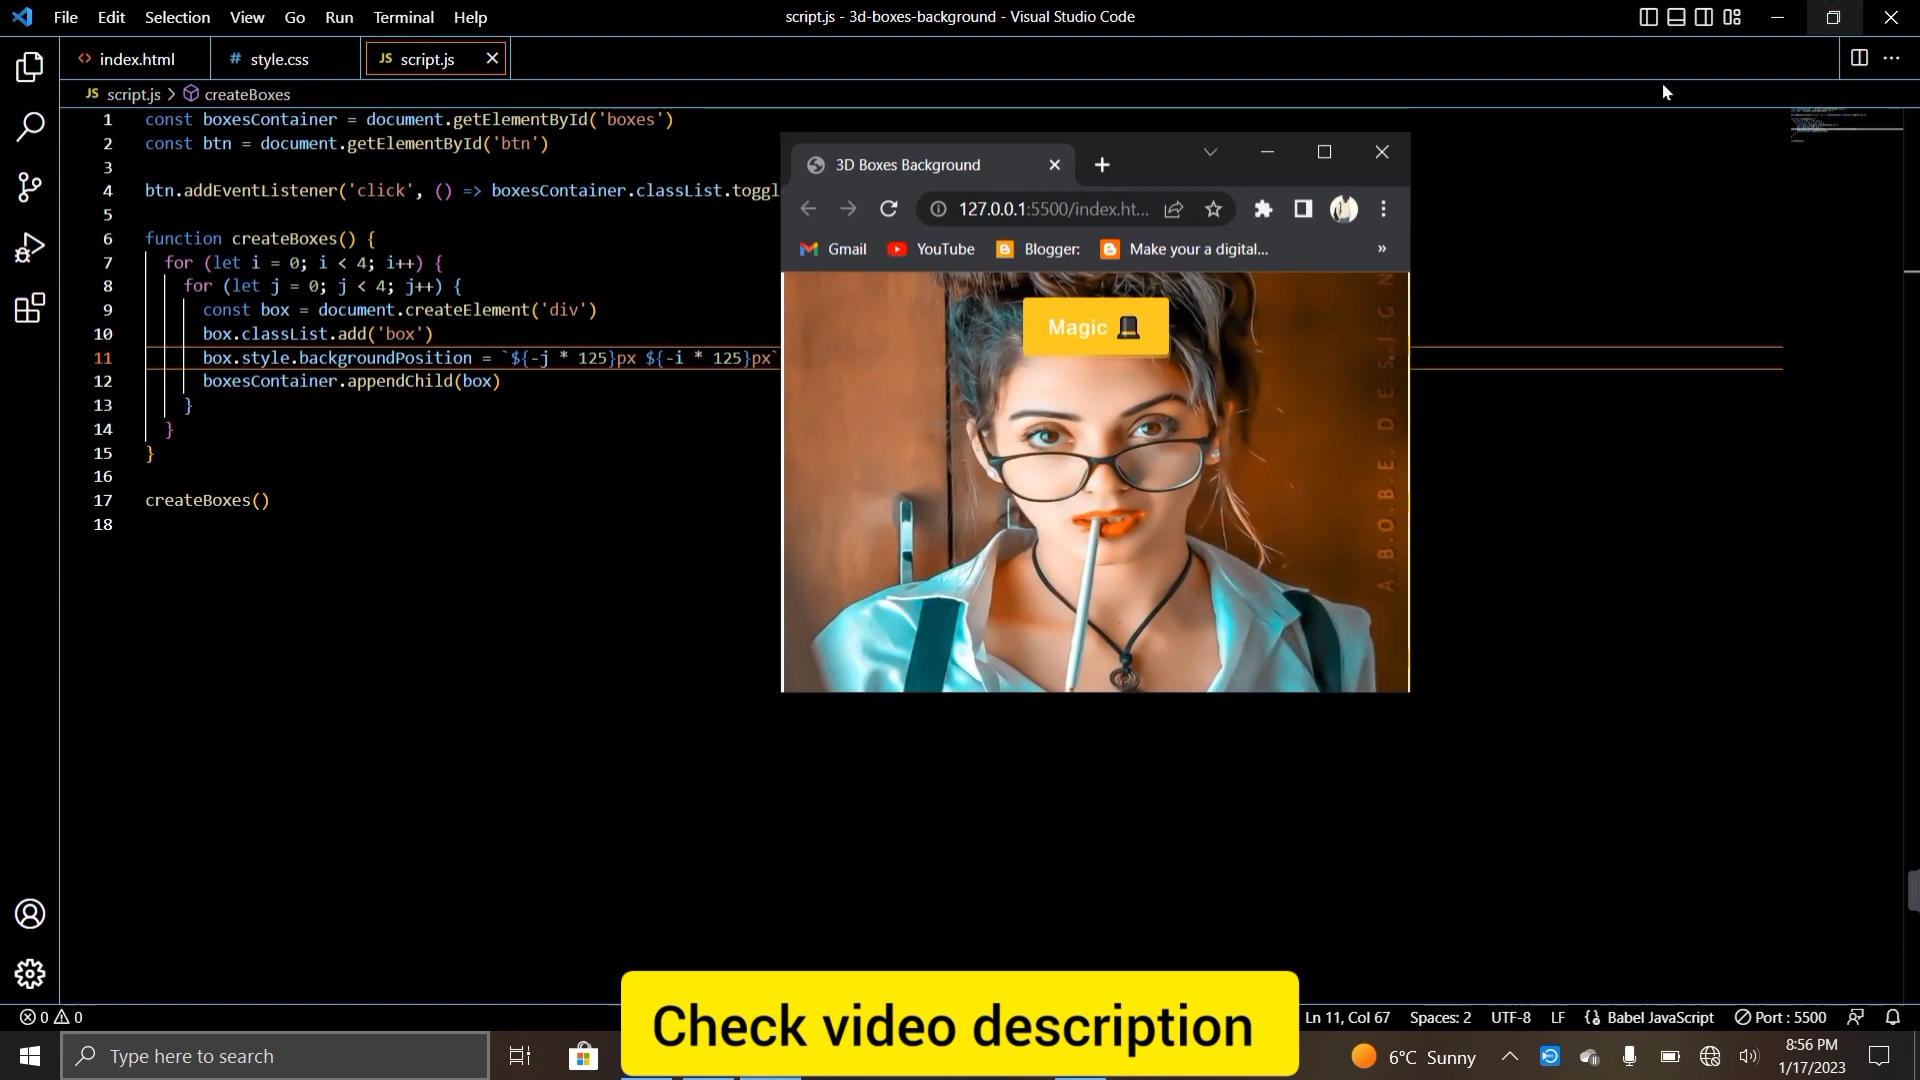 File Edit Selection View Go Run Terminal Help
script.js - 3d-boxes-background - Visual Studio Code
<> index.html
# style.css
JS script.js
JS script.js > createBoxes
1 const boxesContainer = document.getElementById('boxes')
2 const btn = document.getElementById('btn')
3
4 btn.addEventListener('click', () => boxesContainer.classList.toggl
5
6 function createBoxes() {
7 for (let i = 0; i < 4; i++) {
8 for (let j = 0; j < 4; j++) {
9 const box = document.createElement('div')
10 box.classList.add('box')
11 box.style.backgroundPosition = `${-j * 125}px ${-i * 125}px`
12 boxesContainer.appendChild(box)
13 }
14 }
15 }
16
17 createBoxes()
18
3D Boxes Background
127.0.0.1:5500/index.ht...
Gmail YouTube Blogger: Make your a digital... »
Magic
A.B.O.B.E. D.E.S.I.G.N
Check video description
0 0
Ln 11, Col 67 Spaces: 2 UTF-8 LF Babel JavaScript Port : 5500
Type here to search
6°C Sunny
8:56 PM
1/17/2023